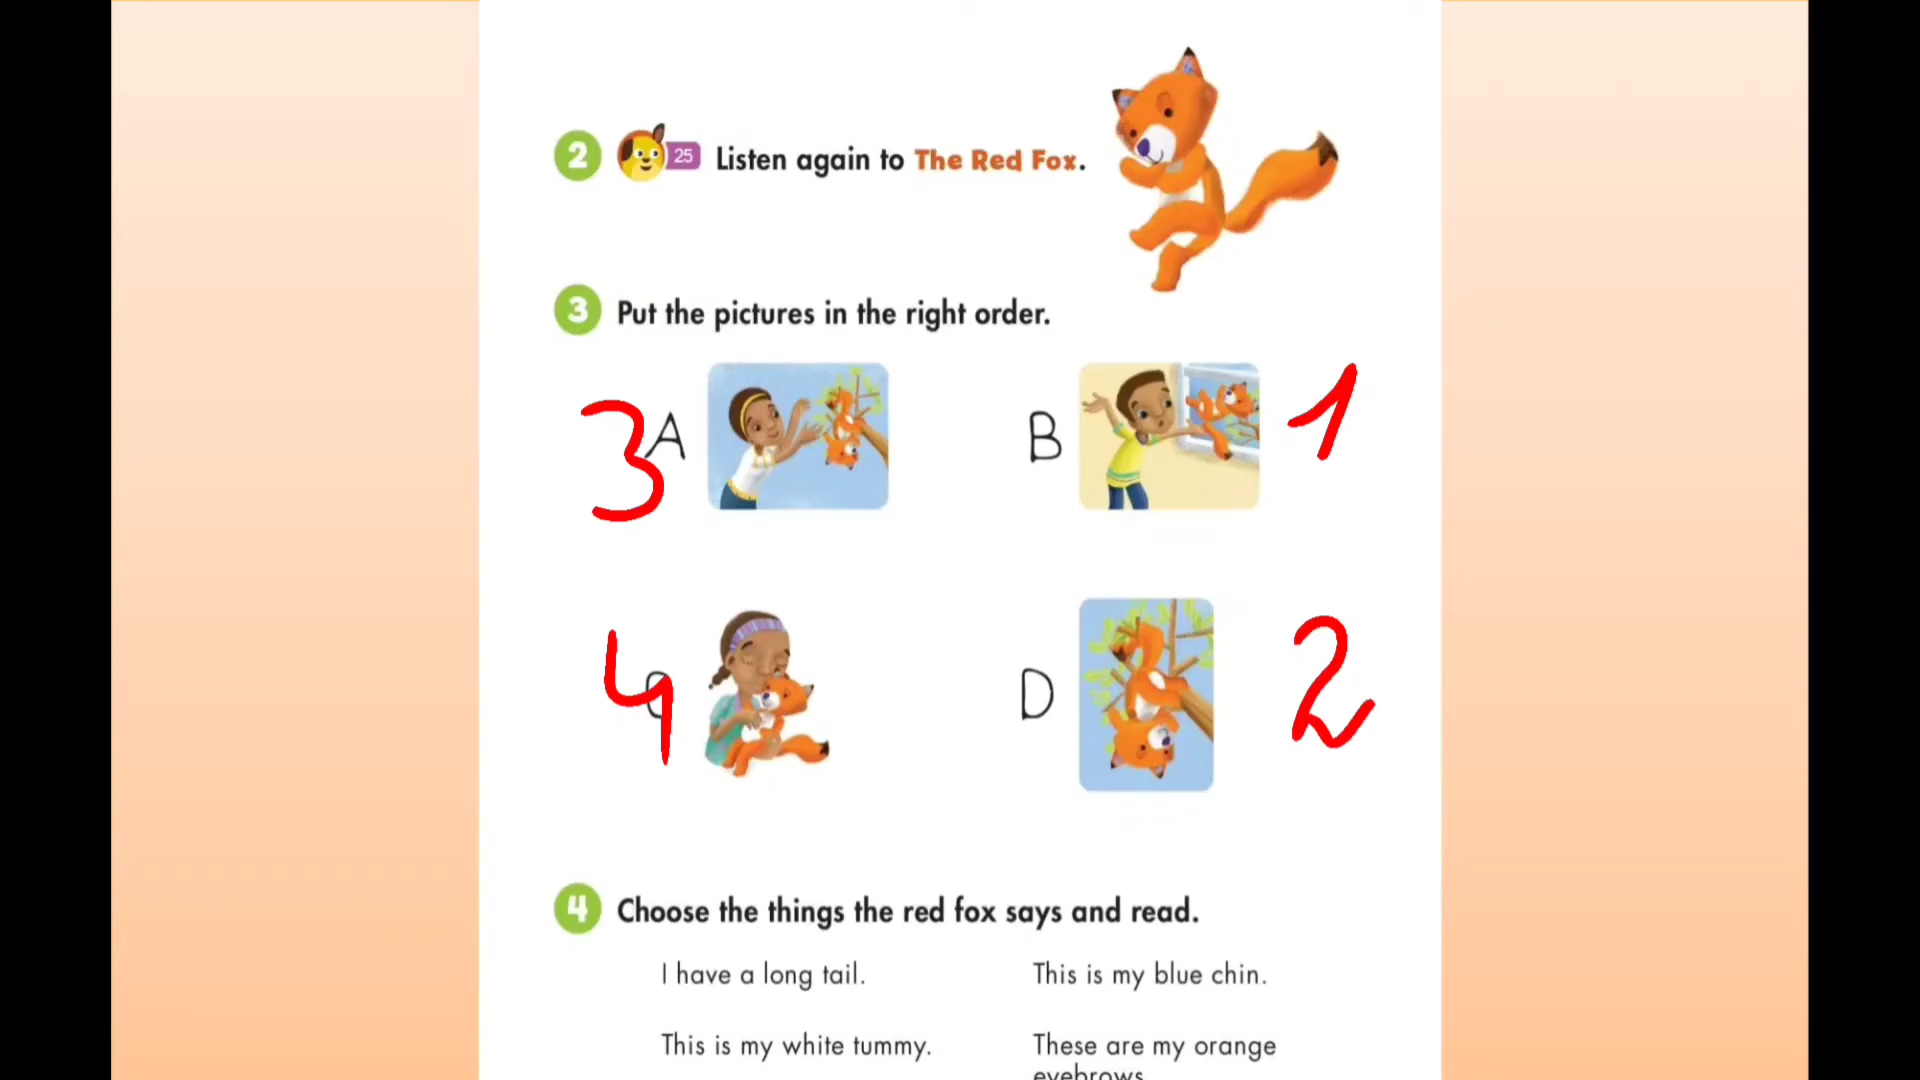 2 25 Listen again to The Red Fox.
3 Put the pictures in the right order.
3 A B 1
4 C D 2
4 Choose the things the red fox says and read.
I have a long tail. This is my blue chin.
This is my white tummy. These are my orange
eyebrows